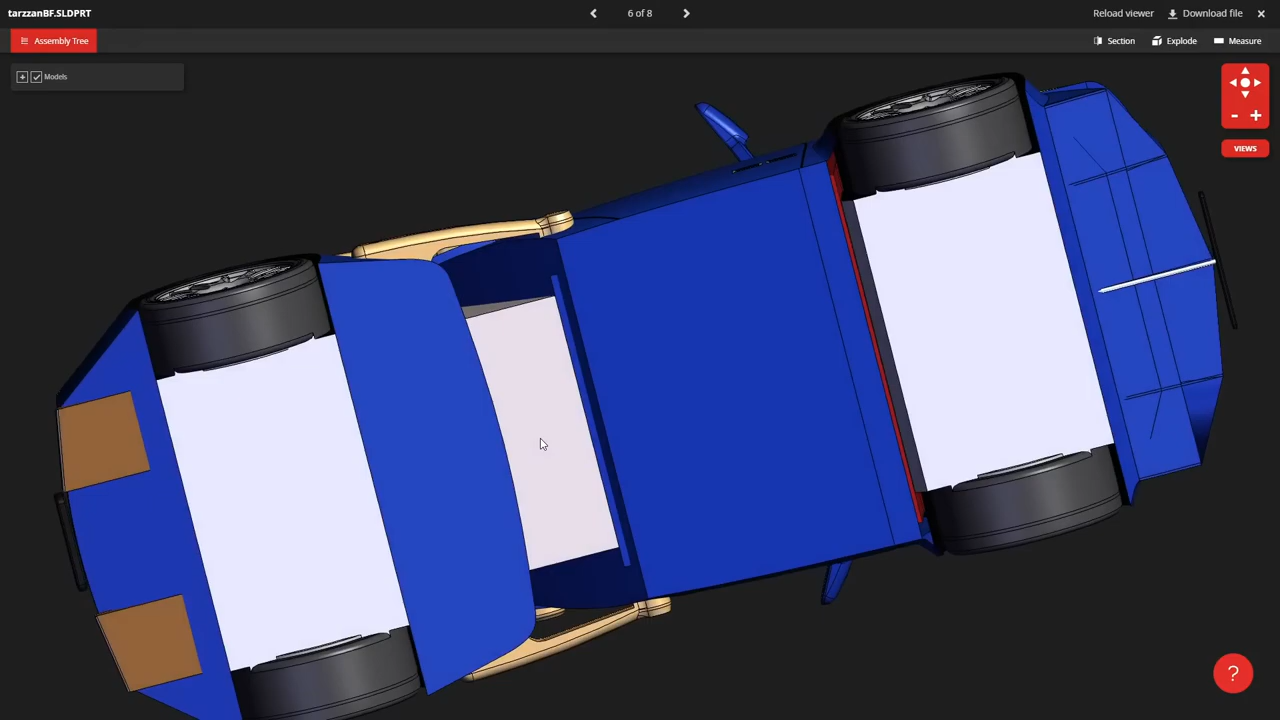 tarzzanBF.SLDPRT
6 of 8
Reload viewer
Download file
Assembly Tree
Section
Explode
Measure
Models
VIEWS
?